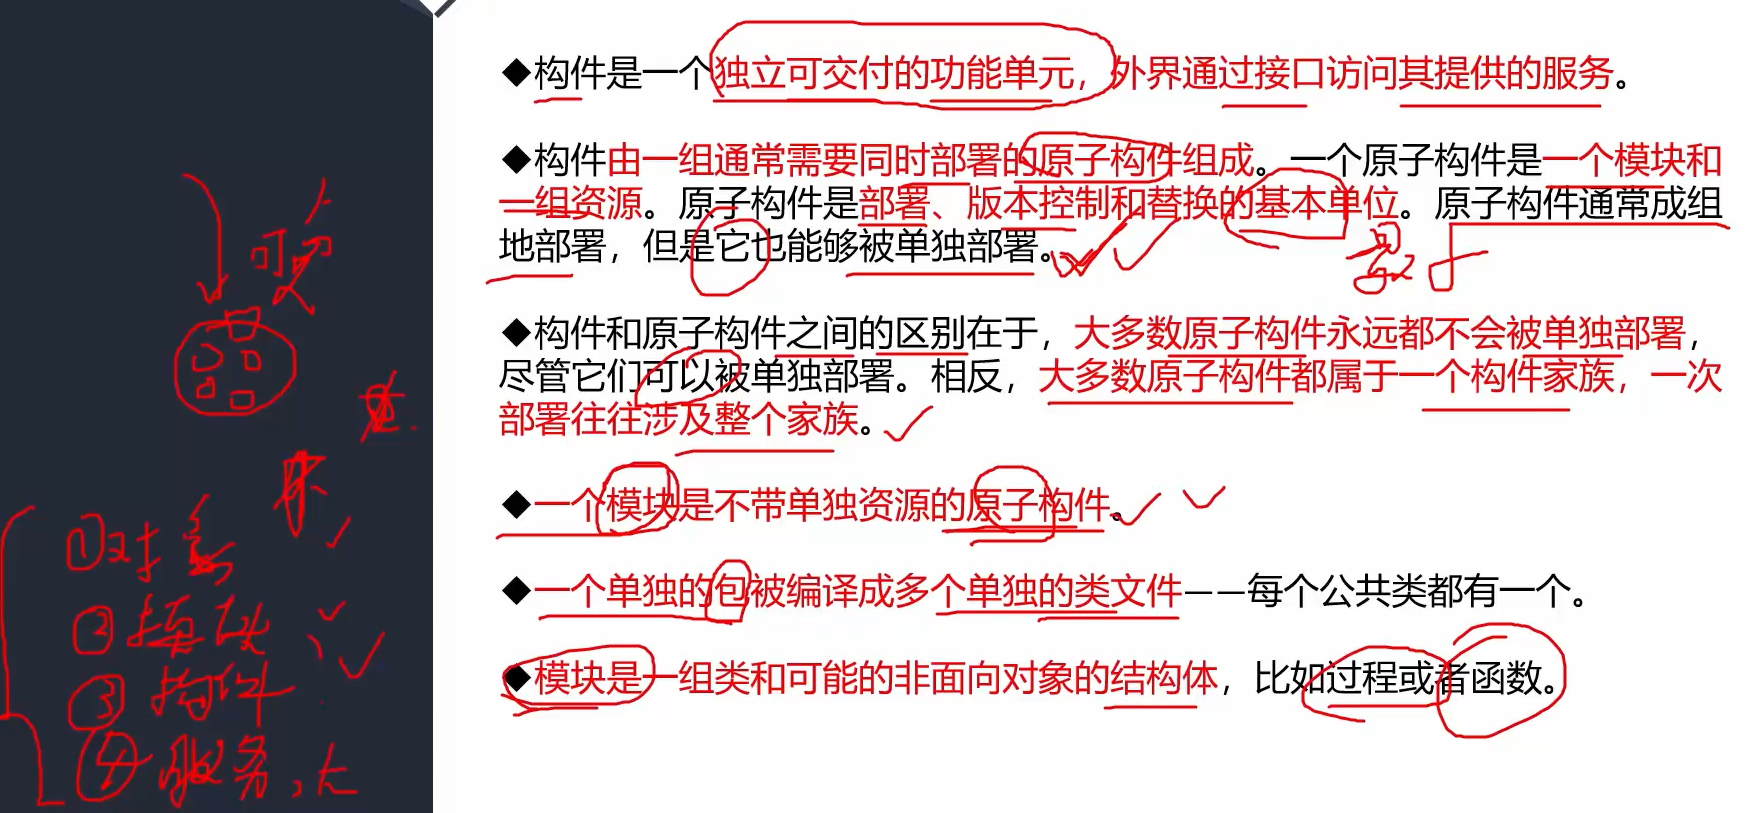 ◆构件是一个独立可交付的功能单元，外界通过接口访问其提供的服务。
◆构件由一组通常需要同时部署的原子构件组成。一个原子构件是一个模块和
一组资源。原子构件是部署、版本控制和替换的基本单位。原子构件通常成组
地部署，但是它也能够被单独部署。
◆构件和原子构件之间的区别在于，大多数原子构件永远都不会被单独部署，
尽管它们可以被单独部署。相反，大多数原子构件都属于一个构件家族，一次
部署往往涉及整个家族。
◆一个模块是不带单独资源的原子构件。
◆一个单独的包被编译成多个单独的类文件——每个公共类都有一个。
◆模块是一组类和可能的非面向对象的结构体，比如过程或者函数。
①对象
②模块
③构件
④服务